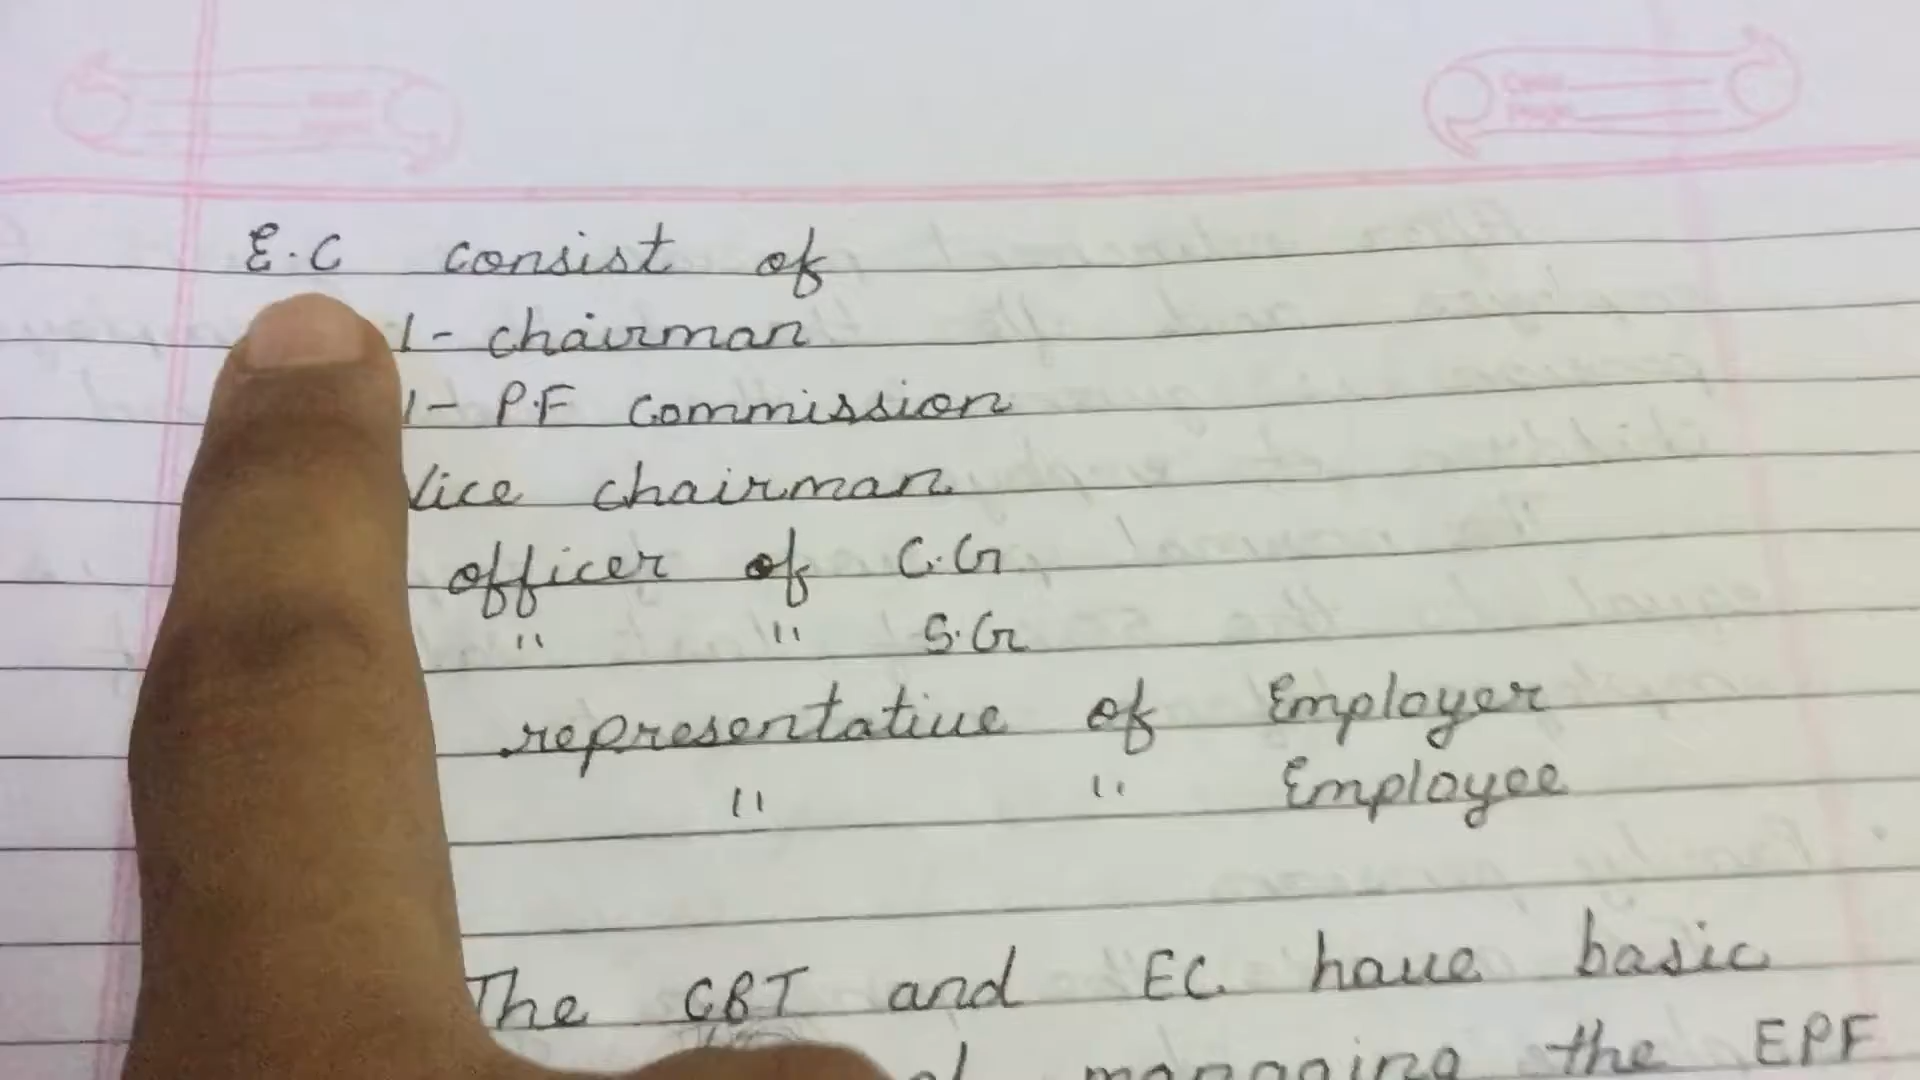 E.C consist of
1- chairman
1- P.F commission
Vice chairman
officer of C.G
" " S.G
representative of Employer
" " Employee
The CBT and EC have basic
managing the EPF